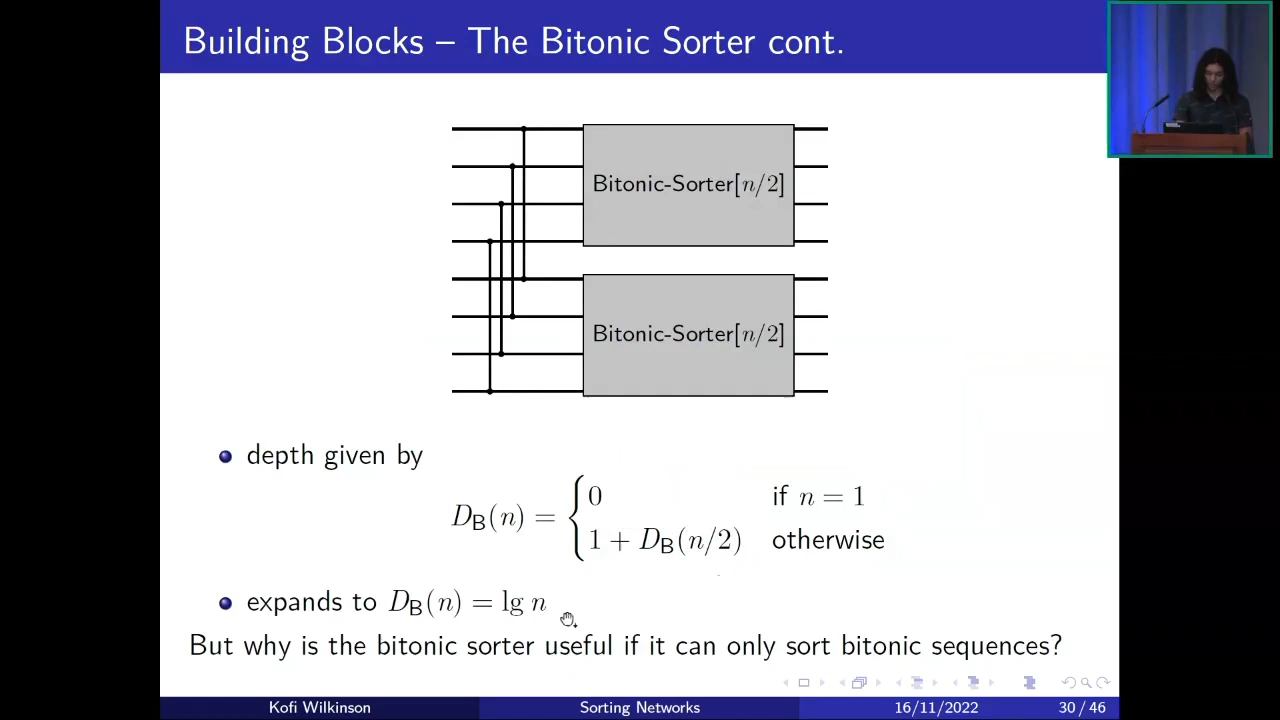 Building Blocks – The Bitonic Sorter cont.
Bitonic-Sorter[n/2]
Bitonic-Sorter[n/2]
depth given by
D_B(n) = { 0 if n = 1
1 + D_B(n/2) otherwise
expands to D_B(n) = lg n
But why is the bitonic sorter useful if it can only sort bitonic sequences?
Kofi Wilkinson Sorting Networks 16/11/2022 30 / 46